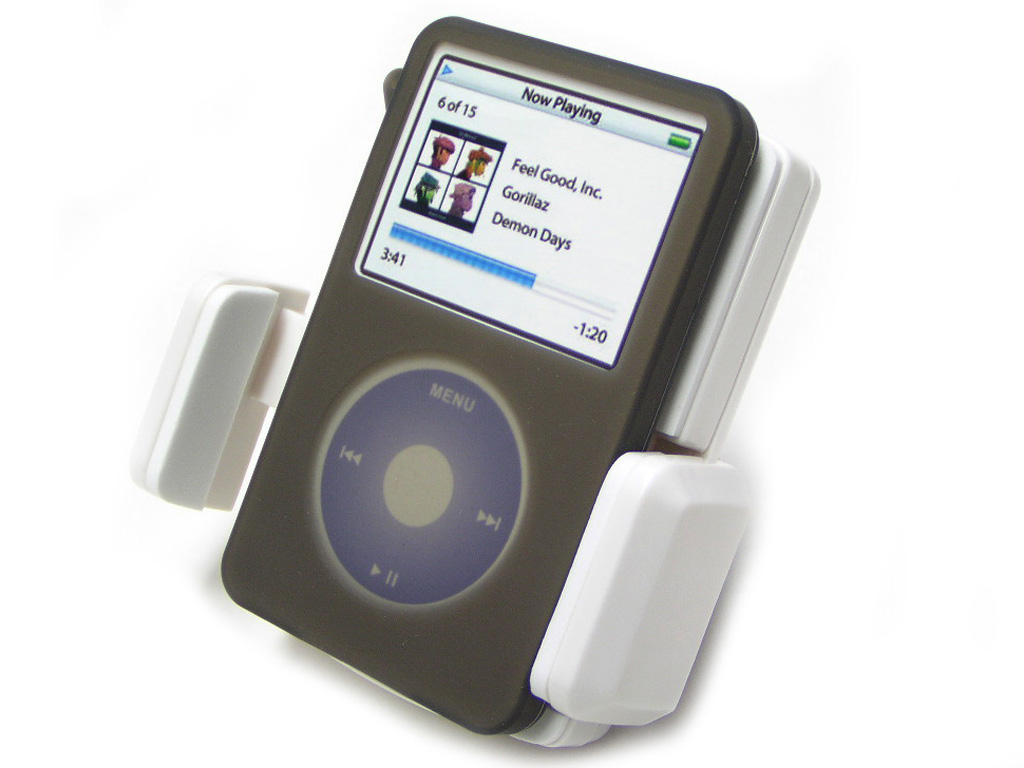 Now Playing
6 of 15
Feel Good, Inc.
Gorillaz
Demon Days
3:41
-1:20
MENU